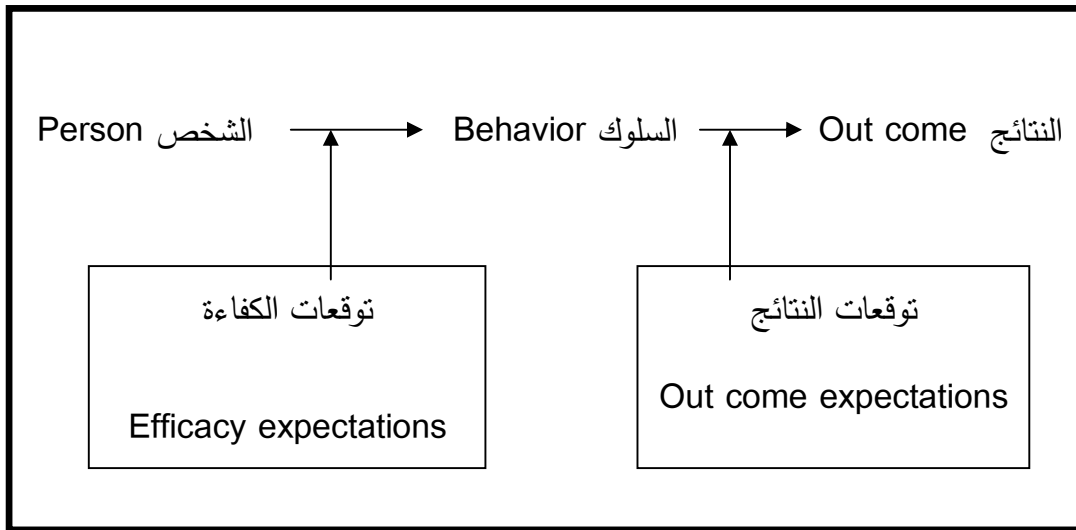 Person الشخص Behavior السلوك Out come النتائج
توقعات الكفاءة
Efficacy expectations
توقعات النتائج
Out come expectations